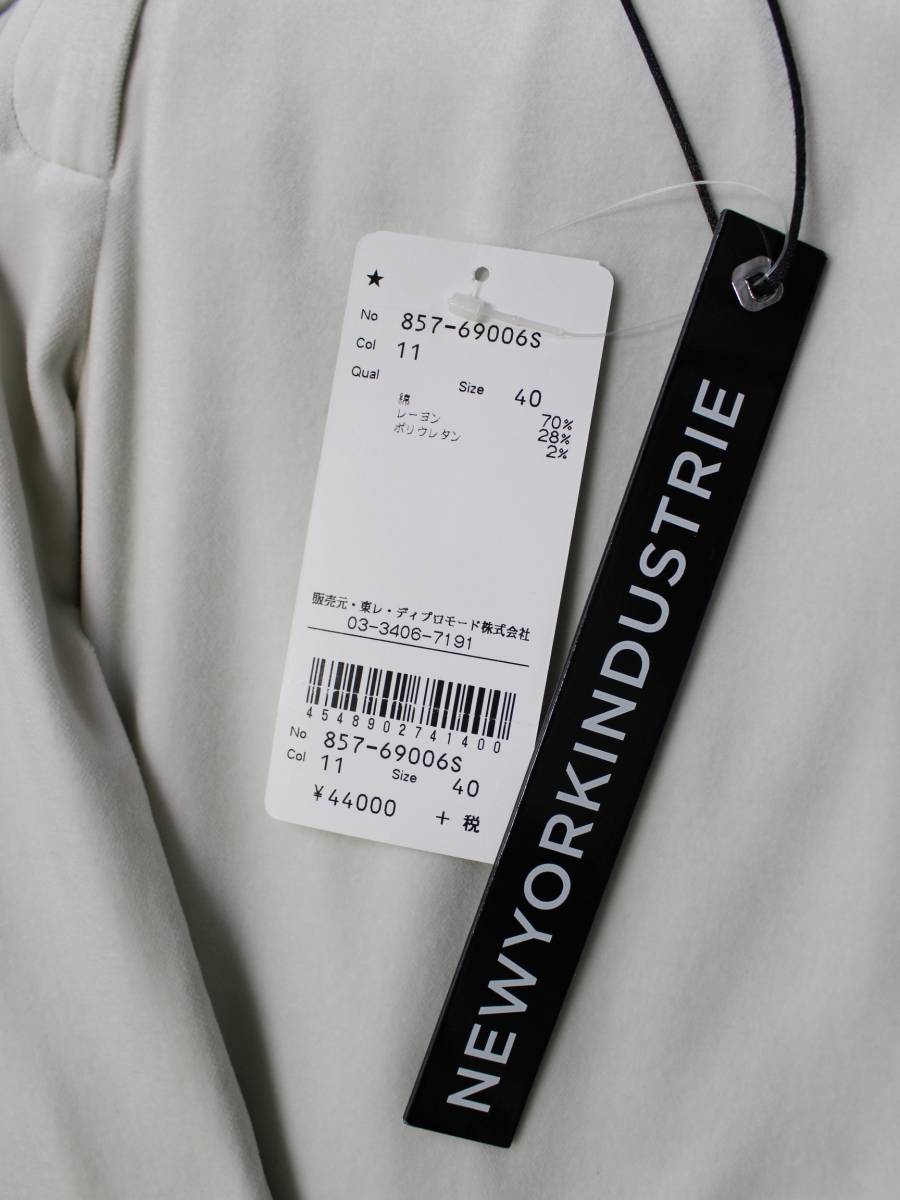 ★
No 857-69006S
Col 11
Qual Size 40
綿 70%
レーヨン 28%
ポリウレタン 2%
販売元・東レ・ディプロモード株式会社
03-3406-7191
4548902741400
No 857-69006S
Col 11 Size 40
¥44000 +税
NEWYORKINDUSTRIE